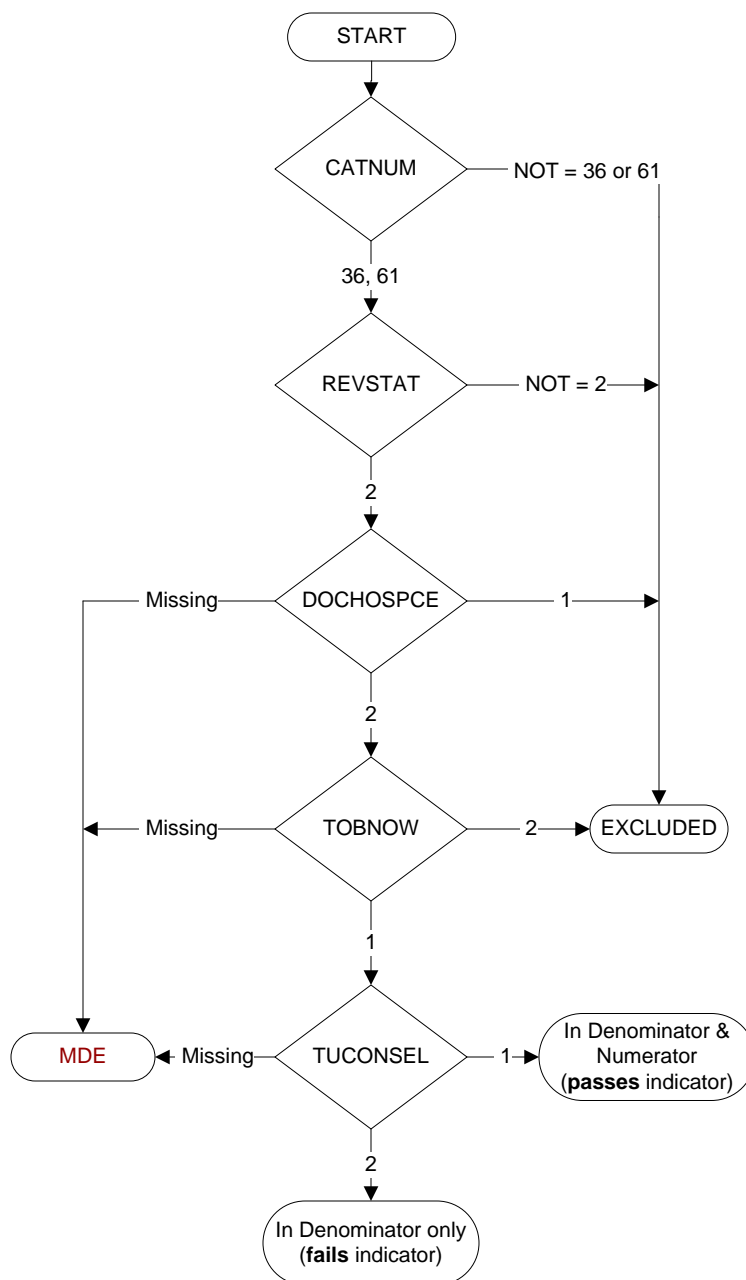 START
CATNUM
NOT = 36 or 61
36, 61
REVSTAT
NOT = 2
2
Missing
DOCHOSPCE
1
2
Missing
TOBNOW
2
EXCLUDED
1
MDE
Missing
TUCONSEL
1
In Denominator &
Numerator
(passes indicator)
2
In Denominator only
(fails indicator)